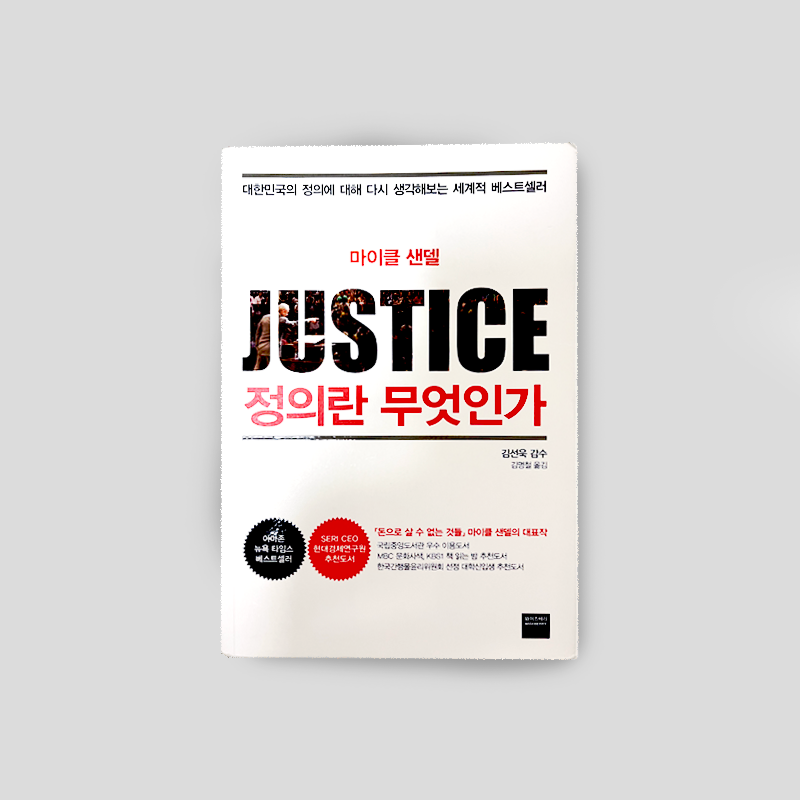 대한민국의 정의에 대해 다시 생각해보는 세계적 베스트셀러
마이클 샌델
JUSTICE
정의란 무엇인가
김선욱 감수
김명철 옮김
아마존
뉴욕 타임스
베스트셀러
SERI CEO
현대경제연구원
추천도서
『돈으로 살 수 없는 것들』 마이클 샌델의 대표작
국립중앙도서관 우수 이용도서
MBC 문화사색, KBS1 책 읽는 밤 추천도서
한국간행물윤리위원회 선정 대학신입생 추천도서
와이즈베리